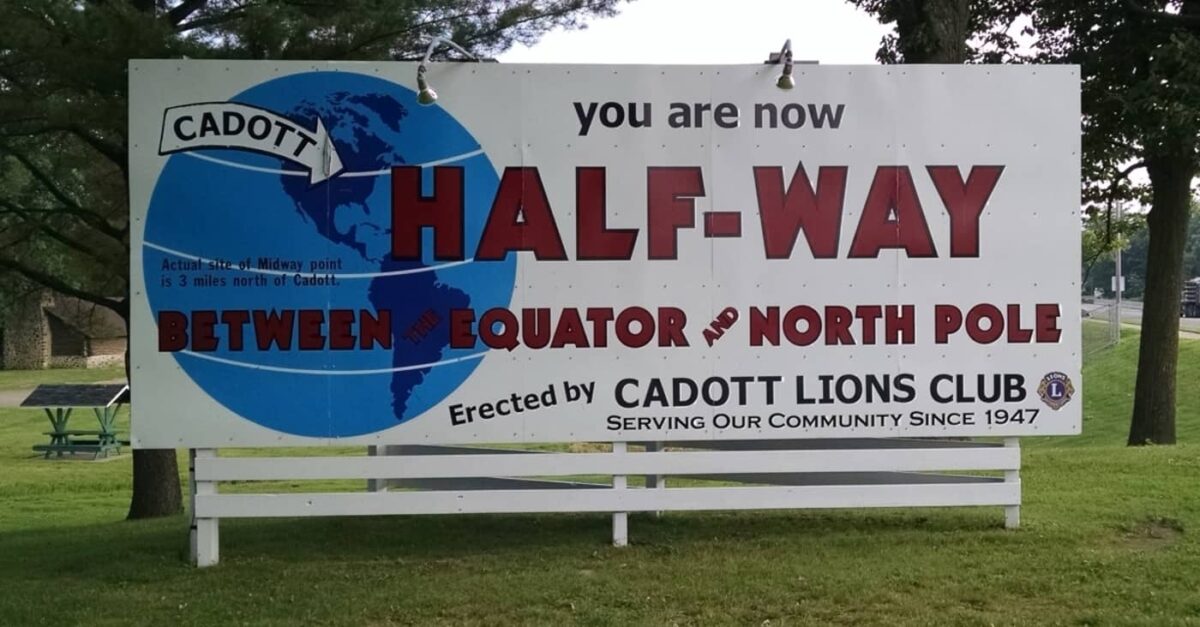 CADOTT
you are now
HALF-WAY
Actual site of Midway point
is 3 miles north of Cadott.
BETWEEN THE EQUATOR AND NORTH POLE
Erected by CADOTT LIONS CLUB
SERVING OUR COMMUNITY SINCE 1947
LIONS
L